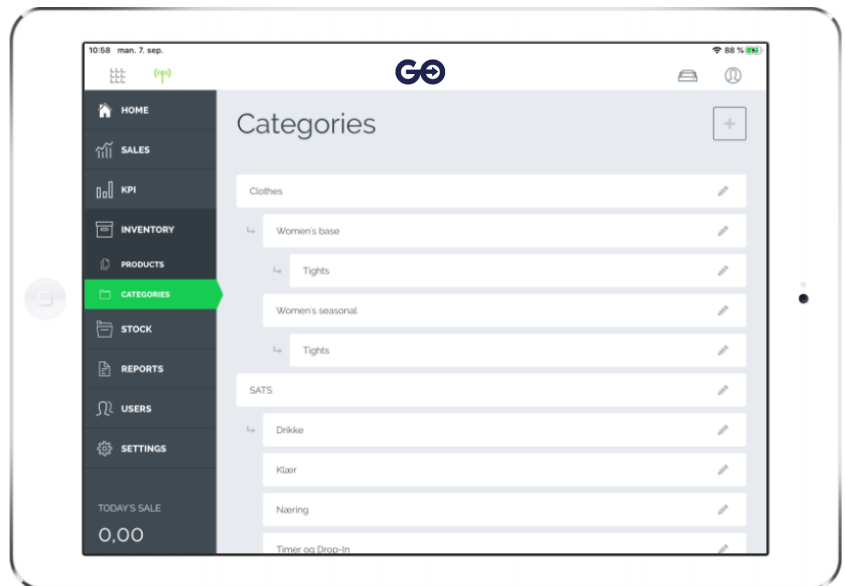 10:58 man. 7. sep.
88 %
GO
HOME
SALES
KPI
INVENTORY
PRODUCTS
CATEGORIES
STOCK
REPORTS
USERS
SETTINGS
TODAY'S SALE
0,00
Categories
+
Clothes
Women's base
Tights
Women's seasonal
Tights
SATS
Drikke
Klær
Næring
Timer og Drop-In